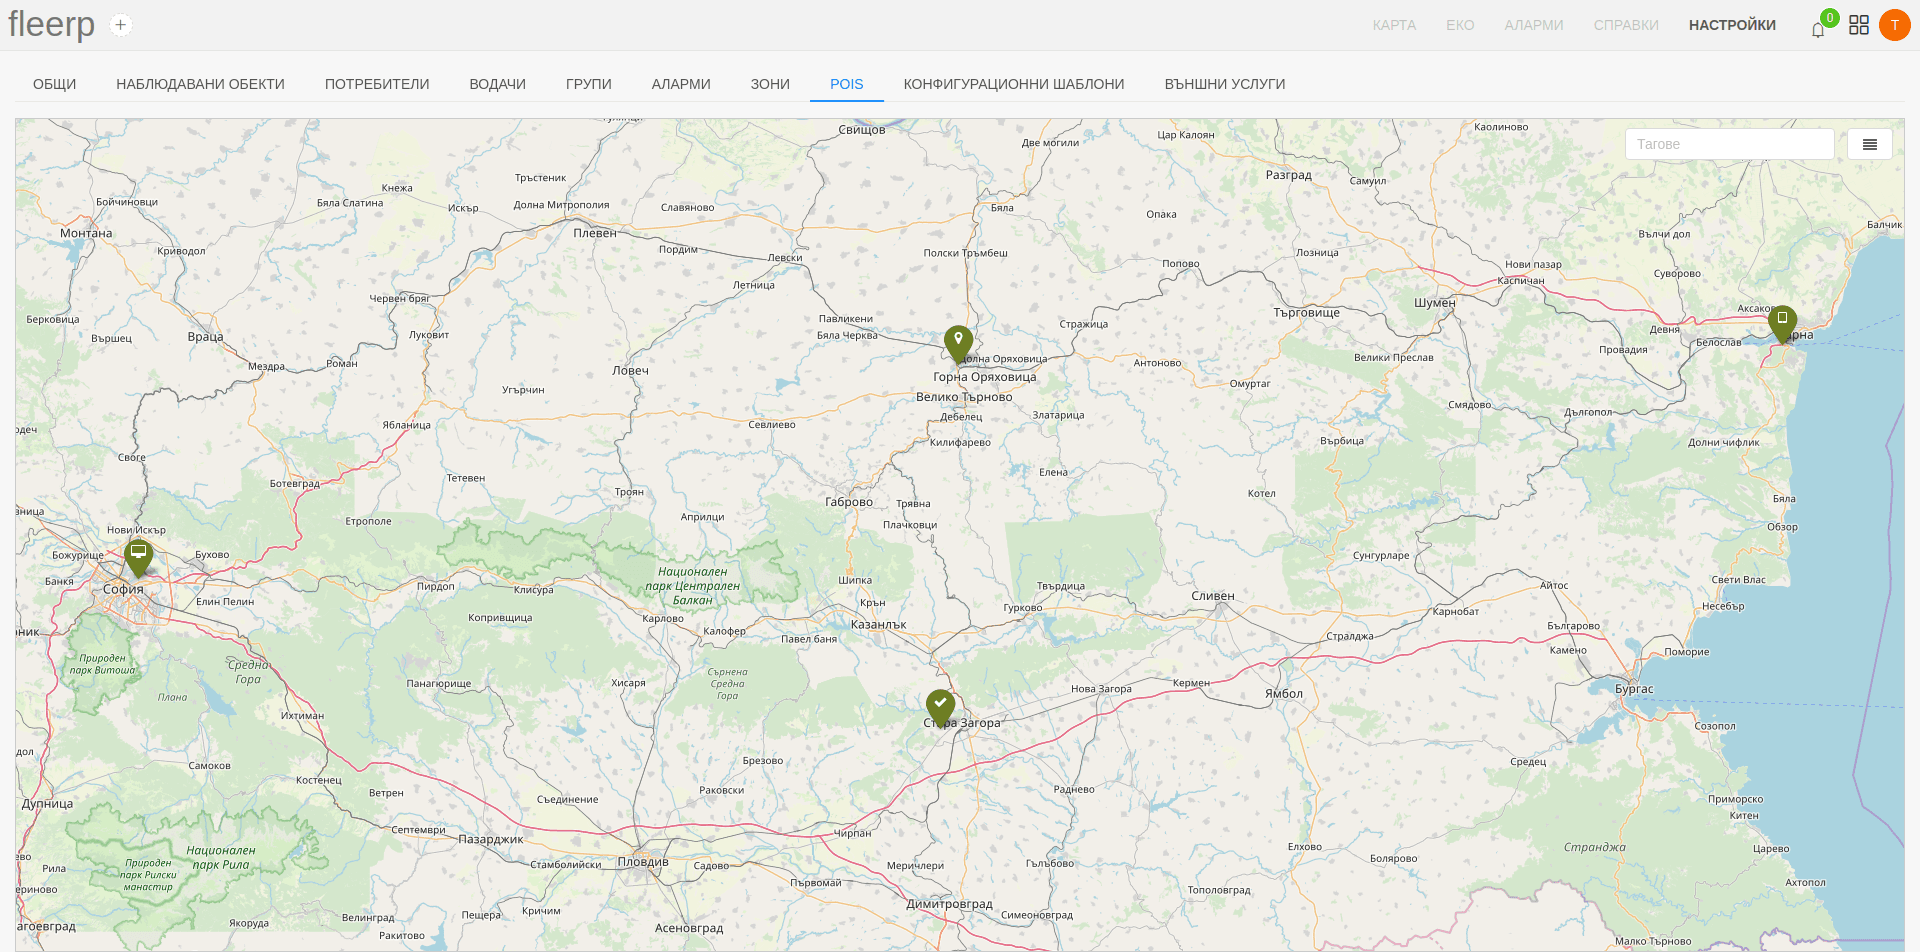 fleerp
КАРТА
ЕКО
АЛАРМИ
СПРАВКИ
НАСТРОЙКИ
0
T
ОБЩИ
НАБЛЮДАВАНИ ОБЕКТИ
ПОТРЕБИТЕЛИ
ВОДАЧИ
ГРУПИ
АЛАРМИ
ЗОНИ
POIS
КОНФИГУРАЦИОННИ ШАБЛОНИ
ВЪНШНИ УСЛУГИ
Тагове
Свищов
Каолиново
Цар Калоян
Две могили
Разград
Самуил
Тръстеник
Кнежа
Бойчиновци
Бяла Слатина
Искър
Долна Митрополия
Славяново
Бяла
Опака
Балчик
Монтана
Плевен
Вълчи дол
Криводол
Пордим
Левски
Полски Тръмбеш
Лозница
Попово
Нови пазар
Суворово
Каспичан
Летница
Червен бряг
Шумен
Търговище
Берковица
Павликени
Стражица
Девня
Вършец
Враца
Луковит
Бяла Черква
Белослав
Провадия
Долна Оряховица
Великi Преслав
Мездра
Роман
Ловеч
Антоново
Горна Оряховица
Омуртаг
Угърчин
Велико Търново
Смядово
Дългопол
Дебелец
Златарица
Ябланица
Севлиево
Килифарево
Върбица
Долни чифлик
Своге
Елена
Тетевен
Ботевград
Троян
Котел
Габрово
Трявна
Бяла
Априлци
Етрополе
Плачковци
Обзор
Нови Искър
Божурище
Бухово
Сунгурларе
Национален
парк Централен
Балкан
Банкя
Шипка
Твърдица
Айтос
Свети Влас
София
Пирдоп
Клисура
Сливен
Елин Пелин
Крън
Гурково
Карнобат
Несебър
Копривщица
Карлово
Казанлък
Калофер
Павел баня
Стралджа
Българово
Камено
Поморие
Природен
парк Витоша
Средна
Гора
Сърнена
Средна
Гора
Плана
Панагюрище
Хисаря
Нова Загора
Кермен
Ямбол
Бургас
Ихтиман
Созопол
Самоков
Брезово
Средец
Костенец
Ветрен
Раковски
Раднево
Съединение
Приморско
Дупница
Китен
Септември
Пазарджик
Чирпан
Национален
парк Рила
Елхово
Странджа
Царево
Природен
парк Рилски
манастир
Рила
Стамболийски
Пловдив
Садово
Меричлери
Гълъбово
Болярово
Първомай
Тополовград
Ахтопол
Димитровград
Симеоновград
Якоруда
Велинград
Пещера
Кричим
Асеновград
Ракитово
Малко Търново